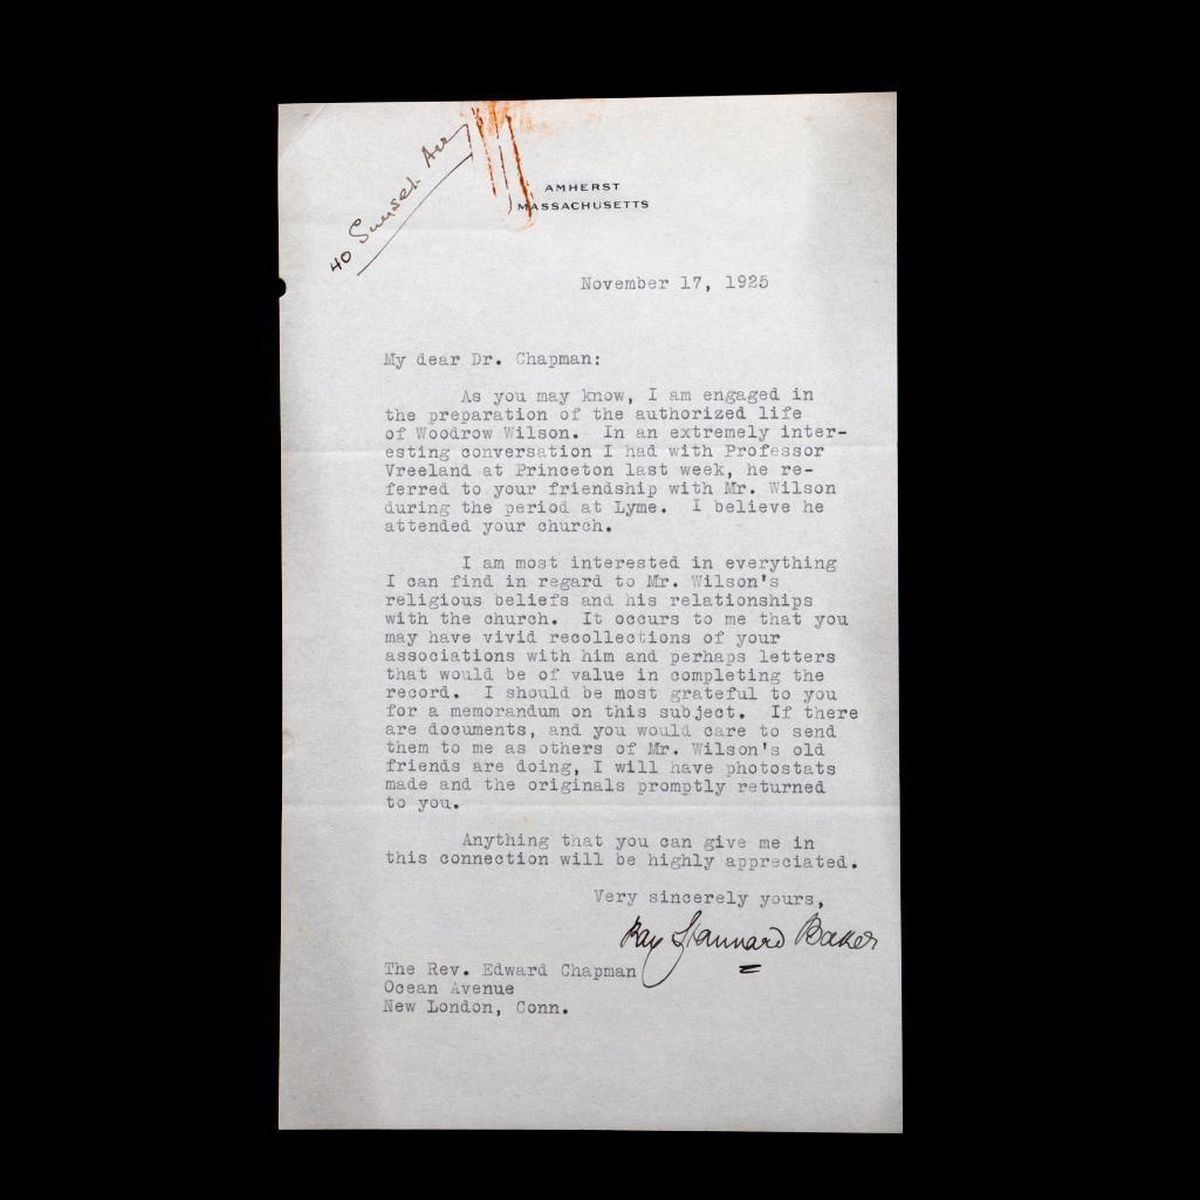 40 Sunset Ave
AMHERST
MASSACHUSETTS
November 17, 1925
My dear Dr. Chapman:
As you may know, I am engaged in
the preparation of the authorized life
of Woodrow Wilson. In an extremely inter-
esting conversation I had with Professor
Vreeland at Princeton last week, he re-
ferred to your friendship with Mr. Wilson
during the period at Lyme. I believe he
attended your church.
I am most interested in everything
I can find in regard to Mr. Wilson's
religious beliefs and his relationships
with the church. It occurs to me that you
may have vivid recollections of your
associations with him and perhaps letters
that would be of value in completing the
record. I should be most grateful to you
for a memorandum on this subject. If there
are documents, and you would care to send
them to me as others of Mr. Wilson's old
friends are doing, I will have photostats
made and the originals promptly returned
to you.
Anything that you can give me in
this connection will be highly appreciated.
Very sincerely yours,
Ray Stannard Baker
The Rev. Edward Chapman
Ocean Avenue
New London, Conn.